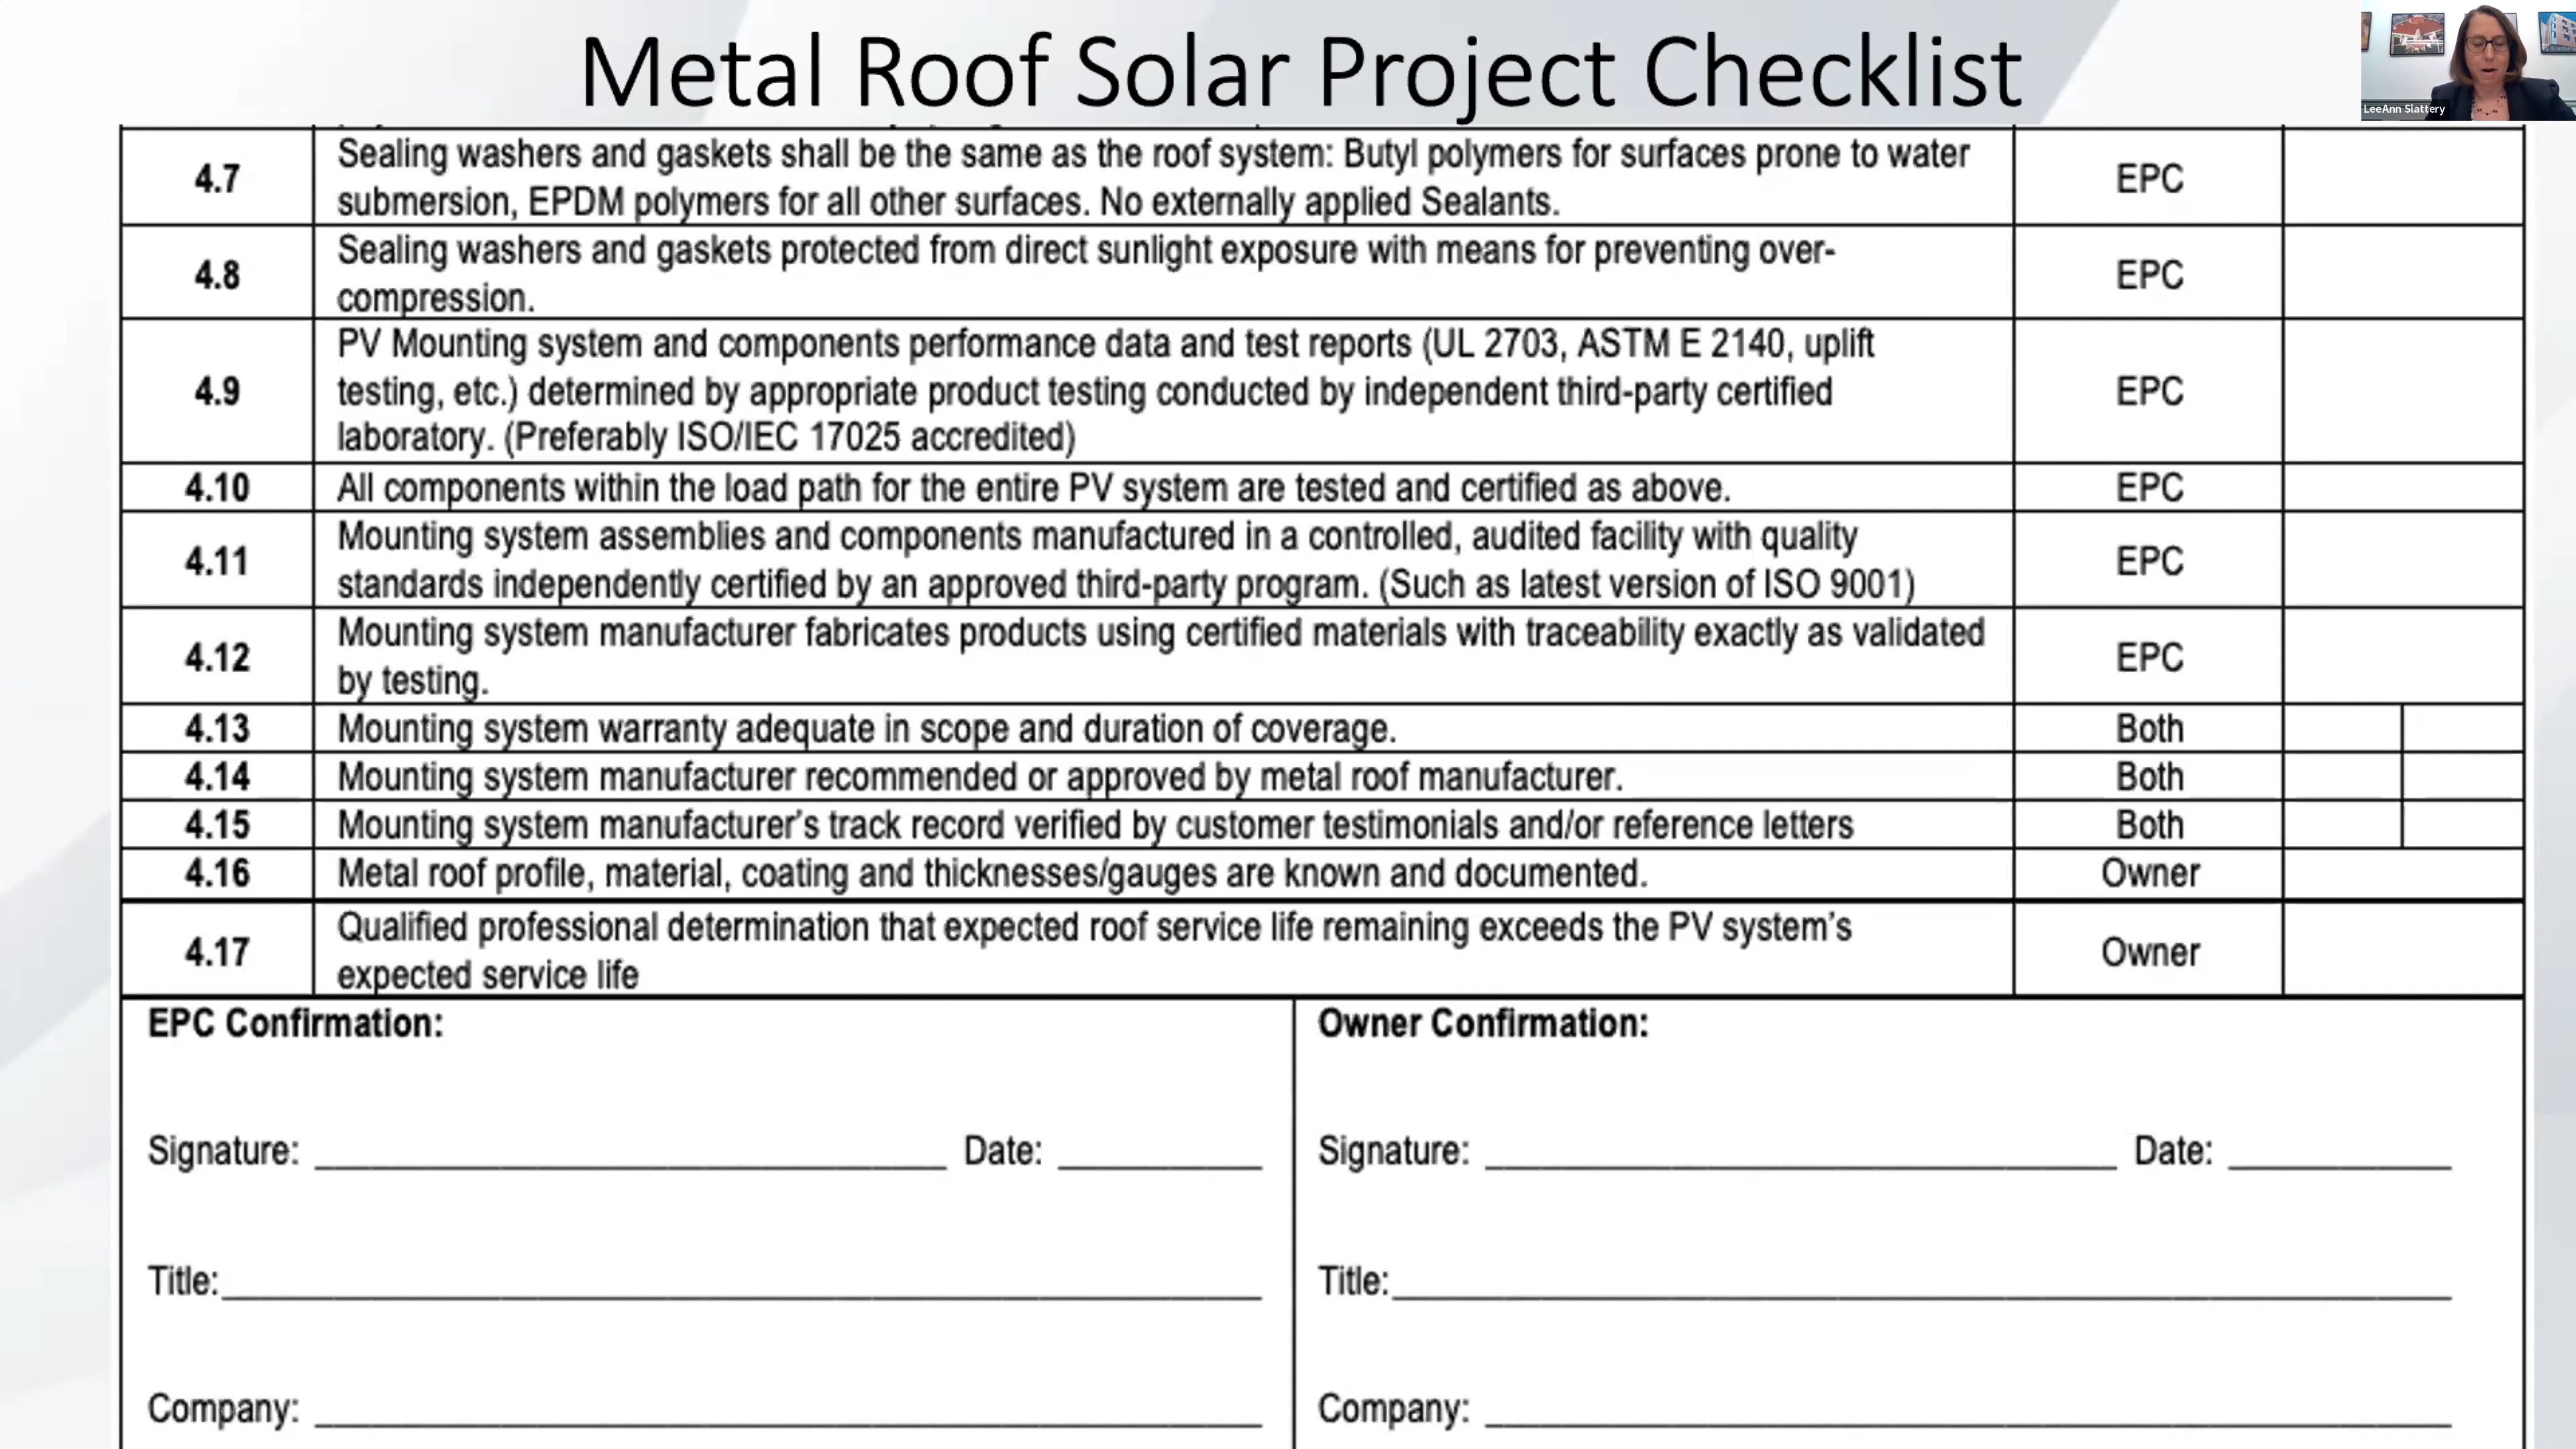 Metal Roof Solar Project Checklist
LeeAnn Slattery
4.7
Sealing washers and gaskets shall be the same as the roof system: Butyl polymers for surfaces prone to water
submersion, EPDM polymers for all other surfaces. No externally applied Sealants.
EPC
4.8
Sealing washers and gaskets protected from direct sunlight exposure with means for preventing over-
compression.
EPC
4.9
PV Mounting system and components performance data and test reports (UL 2703, ASTM E 2140, uplift
testing, etc.) determined by appropriate product testing conducted by independent third-party certified
laboratory. (Preferably ISO/IEC 17025 accredited)
EPC
4.10
All components within the load path for the entire PV system are tested and certified as above.
EPC
4.11
Mounting system assemblies and components manufactured in a controlled, audited facility with quality
standards independently certified by an approved third-party program. (Such as latest version of ISO 9001)
EPC
4.12
Mounting system manufacturer fabricates products using certified materials with traceability exactly as validated
by testing.
EPC
4.13
Mounting system warranty adequate in scope and duration of coverage.
Both
4.14
Mounting system manufacturer recommended or approved by metal roof manufacturer.
Both
4.15
Mounting system manufacturer's track record verified by customer testimonials and/or reference letters
Both
4.16
Metal roof profile, material, coating and thicknesses/gauges are known and documented.
Owner
4.17
Qualified professional determination that expected roof service life remaining exceeds the PV system's
expected service life
Owner
EPC Confirmation:
Signature: Date:
Title:
Company:
Owner Confirmation:
Signature: Date:
Title:
Company: